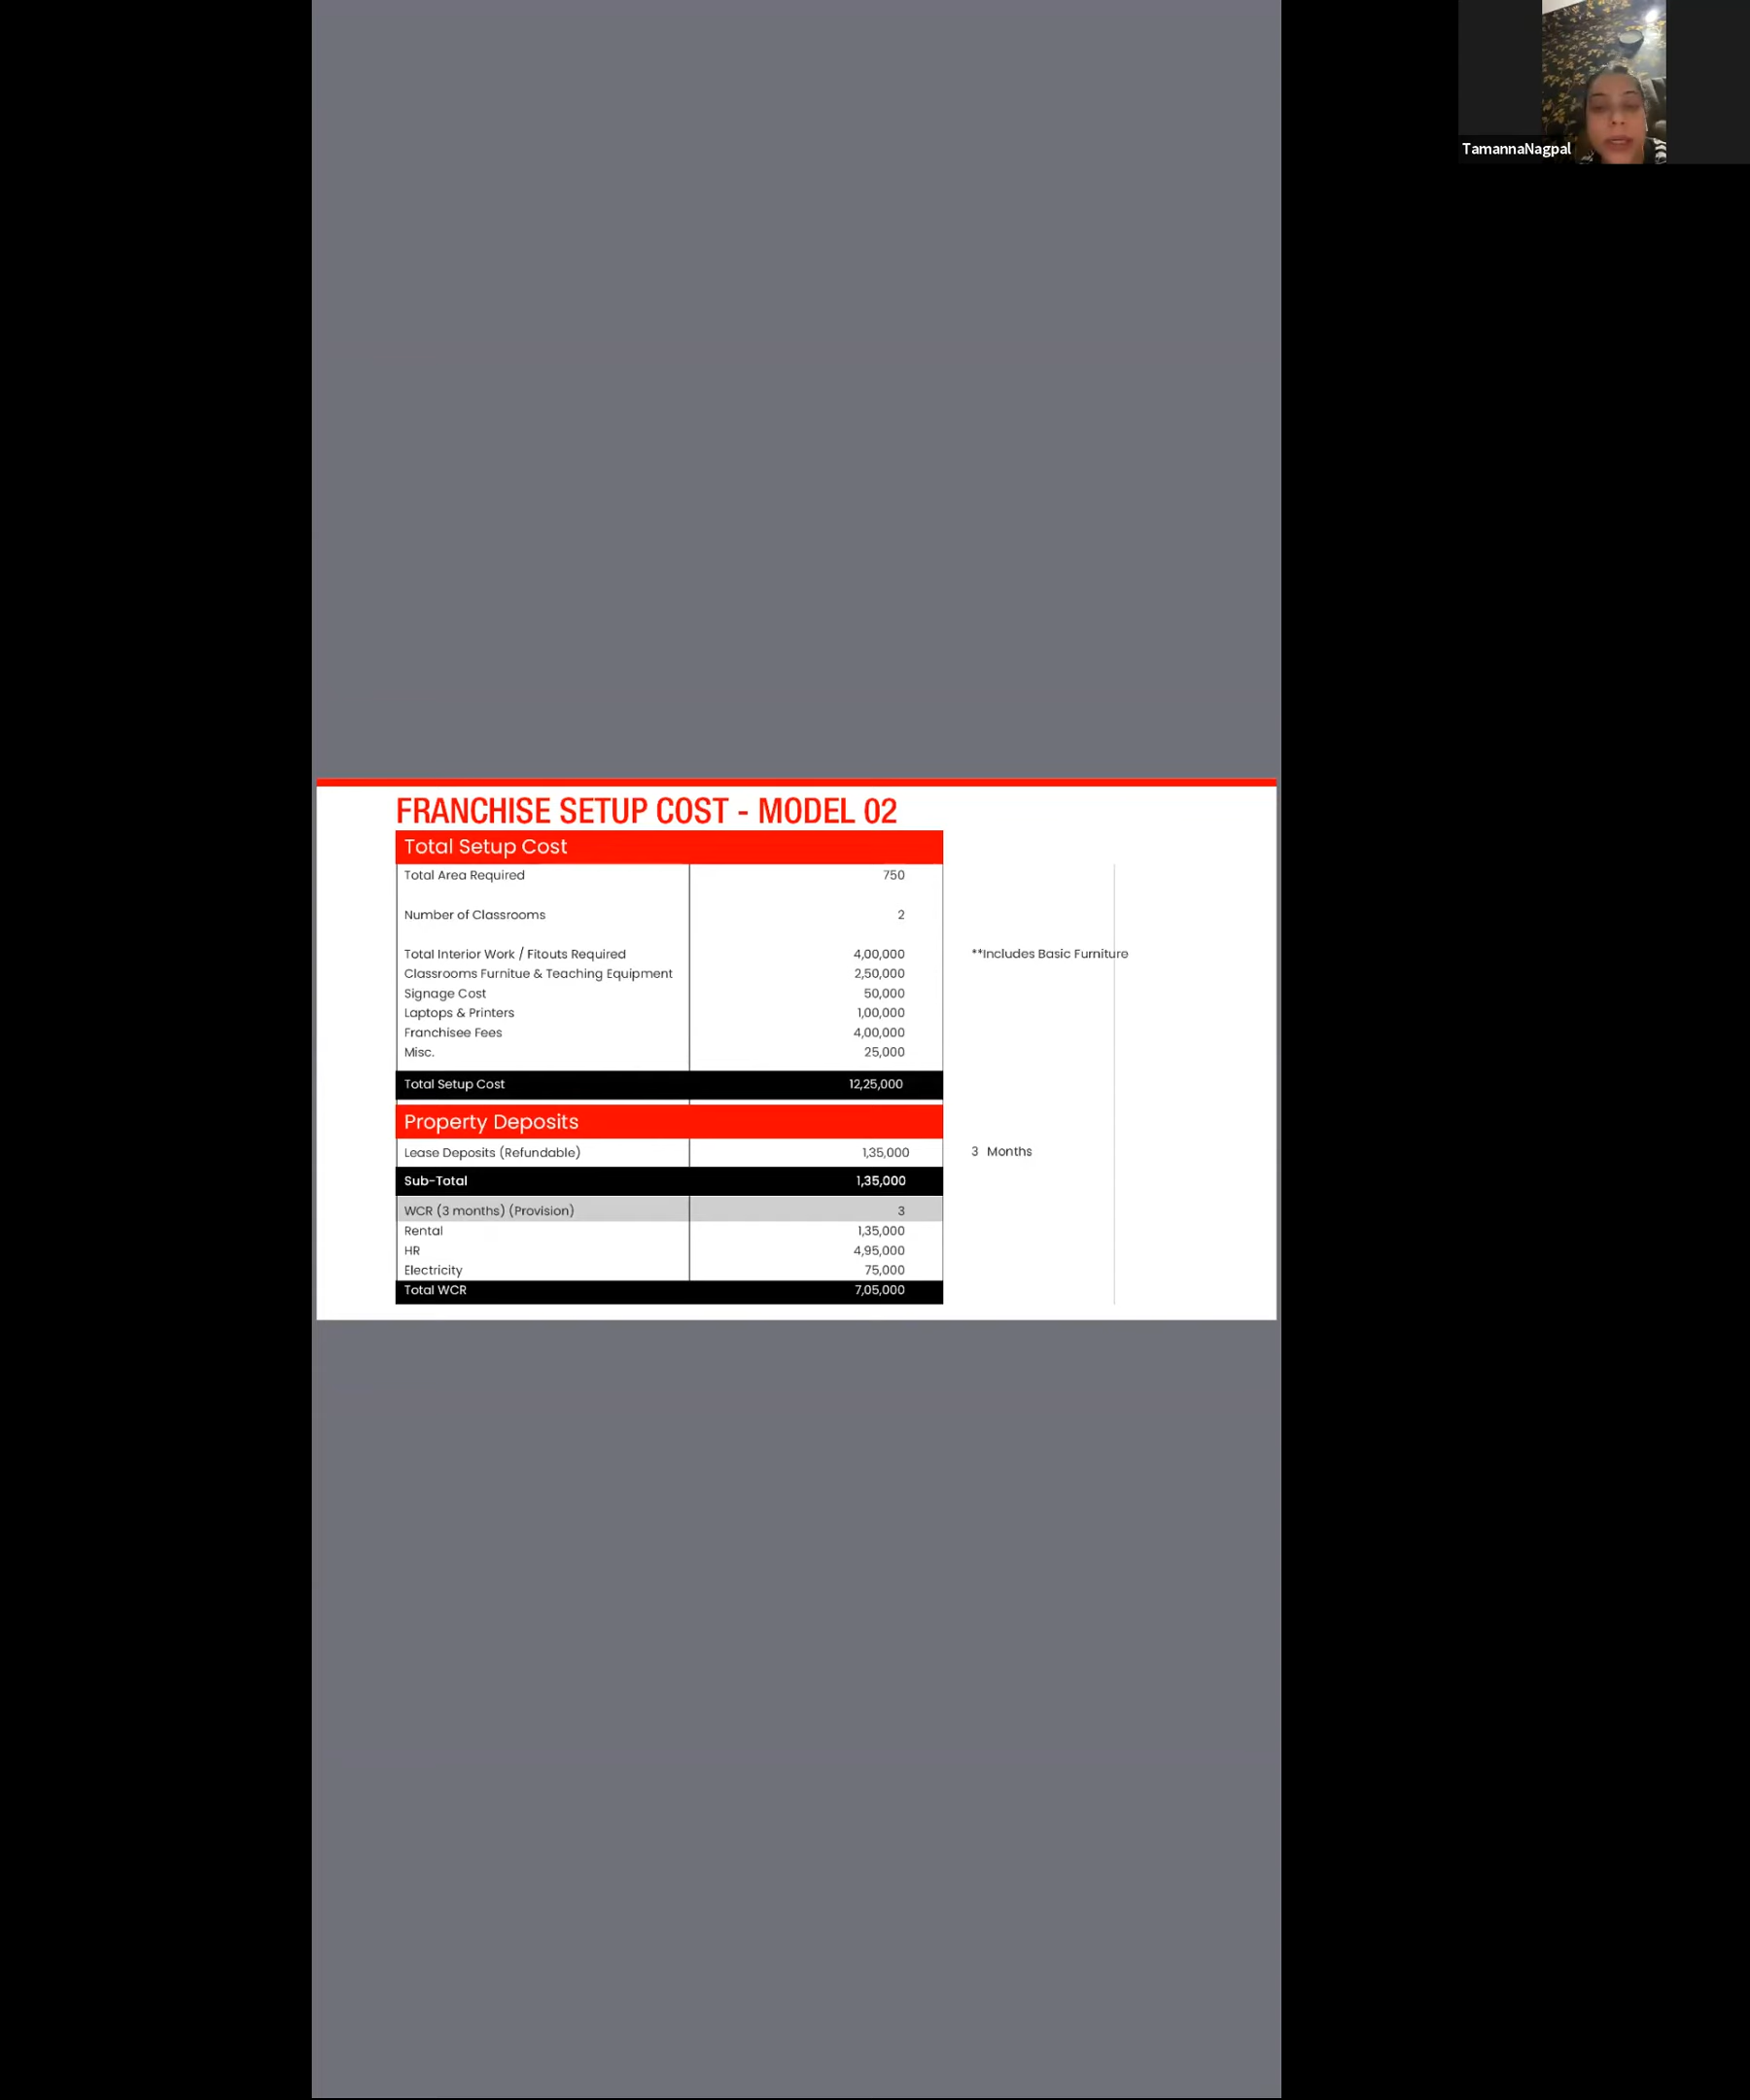 TamannaNagpal
FRANCHISE SETUP COST - MODEL 02
Total Setup Cost
Total Area Required 750
Number of Classrooms 2
Total Interior Work / Fitouts Required 4,00,000 **Includes Basic Furniture
Classrooms Furnitue & Teaching Equipment 2,50,000
Signage Cost 50,000
Laptops & Printers 1,00,000
Franchisee Fees 4,00,000
Misc. 25,000
Total Setup Cost 12,25,000
Property Deposits
Lease Deposits (Refundable) 1,35,000 3 Months
Sub-Total 1,35,000
WCR (3 months) (Provision) 3
Rental 1,35,000
HR 4,95,000
Electricity 75,000
Total WCR 7,05,000